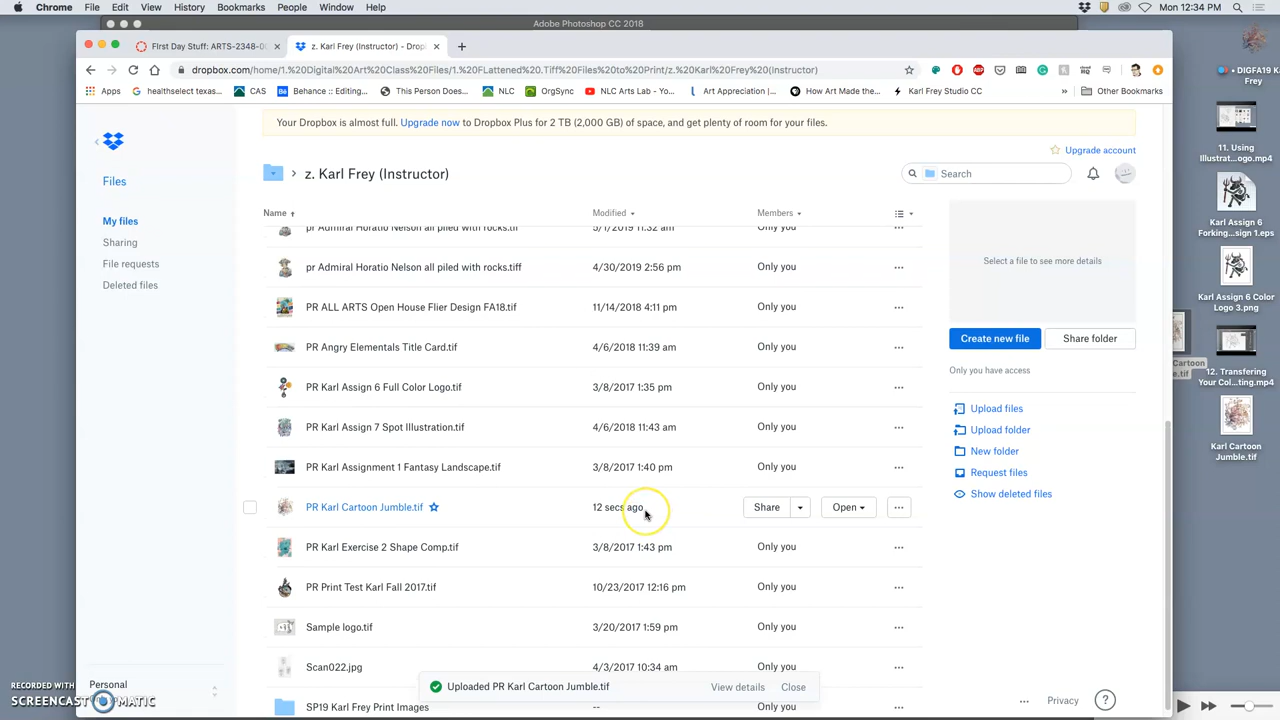 Chrome File Edit View History Bookmarks People Window Help
Mon 12:34 PM
Adobe Photoshop CC 2018
First Day Stuff: ARTS-2348-0
z. Karl Frey (Instructor) - Drop
dropbox.com/home/1.%20Digital%20Art%20Class%20Files/1.%20FLattened%20.Tiff%20Files%20to%20Print/z.%20Karl%20Frey%20(Instructor)
Apps healthselect texas... CAS Behance :: Editing... This Person Does... NLC OrgSync NLC Arts Lab - Yo... Art Appreciation |... How Art Made the... Karl Frey Studio CC » Other Bookmarks
Your Dropbox is almost full. Upgrade now to Dropbox Plus for 2 TB (2,000 GB) of space, and get plenty of room for your files.
Upgrade account
z. Karl Frey (Instructor)
Search
Files
My files
Sharing
File requests
Deleted files
Name Modified Members
pr Admiral Horatio Nelson all piled with rocks.tif 5/1/2019 11:32 am Only you
pr Admiral Horatio Nelson all piled with rocks.tiff 4/30/2019 2:56 pm Only you
PR ALL ARTS Open House Flier Design FA18.tif 11/14/2018 4:11 pm Only you
PR Angry Elementals Title Card.tif 4/6/2018 11:39 am Only you
PR Karl Assign 6 Full Color Logo.tif 3/8/2017 1:35 pm Only you
PR Karl Assign 7 Spot Illustration.tif 4/6/2018 11:43 am Only you
PR Karl Assignment 1 Fantasy Landscape.tif 3/8/2017 1:40 pm Only you
PR Karl Cartoon Jumble.tif 12 secs ago Share Open
PR Karl Exercise 2 Shape Comp.tif 3/8/2017 1:43 pm Only you
PR Print Test Karl Fall 2017.tif 10/23/2017 12:16 pm Only you
Sample logo.tif 3/20/2017 1:59 pm Only you
Scan022.jpg 4/3/2017 10:34 am Only you
SP19 Karl Frey Print Images -- Only you
Uploaded PR Karl Cartoon Jumble.tif View details Close
Select a file to see more details
Create new file Share folder
Only you have access
Upload files
Upload folder
New folder
Request files
Show deleted files
Privacy
?
Personal
RECORDED WITH
SCREENCAST MATIC
DIGFA19 K
Frey
11. Using
Illustrat...ogo.mp4
Karl Assign 6
Forking...sign 1.eps
Karl Assign 6 Color
Logo 3.png
Cartoon
le.tif
12. Transfering
Your Col...ting.mp4
Karl Cartoon
Jumble.tif